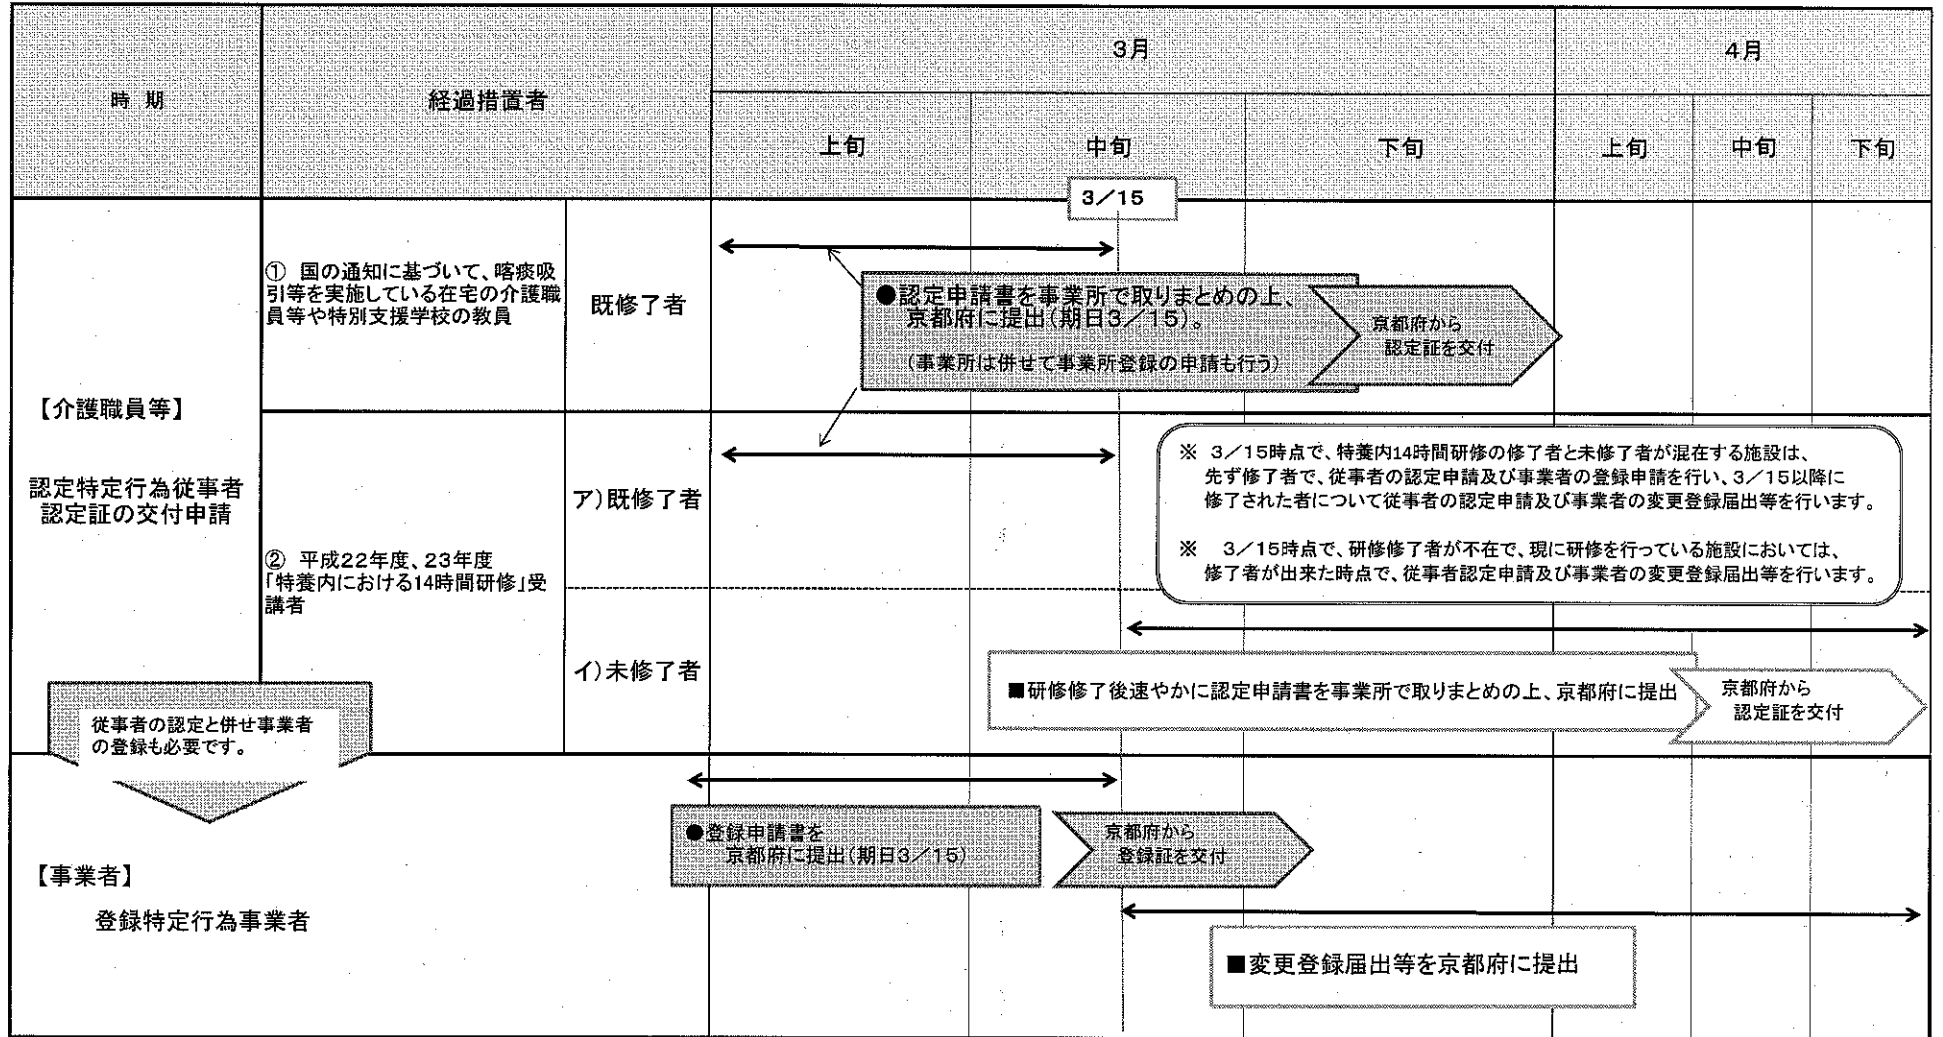 時 期
経過措置者
3月
4月
上旬
中旬
下旬
上旬
中旬
下旬
3/15
【介護職員等】
認定特定行為従事者
認定証の交付申請
① 国の通知に基づいて、喀痰吸
引等を実施している在宅の介護職
員等や特別支援学校の教員
既修了者
●認定申請書を事業所で取りまとめの上、
京都府に提出(期日3/15)。
(事業所は併せて事業所登録の申請も行う)
京都府から
認定証を交付
② 平成22年度、23年度
「特養内における14時間研修」受
講者
ア)既修了者
※ 3/15時点で、特養内14時間研修の修了者と未修了者が混在する施設は、
先ず修了者で、従事者の認定申請及び事業者の登録申請を行い、3/15以降に
修了された者について従事者の認定申請及び事業者の変更登録届出等を行います。
※ 3/15時点で、研修修了者が不在で、現に研修を行っている施設においては、
修了者が出来た時点で、従事者認定申請及び事業者の変更登録届出等を行います。
イ)未修了者
■研修修了後速やかに認定申請書を事業所で取りまとめの上、京都府に提出
京都府から
認定証を交付
従事者の認定と併せ事業者
の登録も必要です。
【事業者】
登録特定行為事業者
●登録申請書を
京都府に提出(期日3/15)
京都府から
登録証を交付
■変更登録届出等を京都府に提出